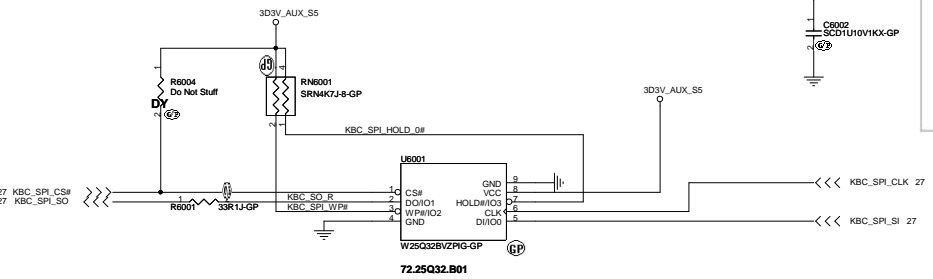 3D3V_AUX_S5
1
C6002
SCD1U10V1KX-GP
2
G/P
1
R6004
Do Not Stuff
DY
2
G/P
GP
3
4
RN6001
SRN4K7J-8-GP
2
1
3D3V_AUX_S5
KBC_SPI_HOLD_0#
U6001
27 KBC_SPI_CS#
27 KBC_SPI_SO
R6001
33R1J-GP
KBC_SO_R
KBC_SPI_WP#
1
2
3
4
CS#
DO/IO1
WP#/IO2
GND
GND
VCC
HOLD#/IO3
CLK
DI/IO0
9
8
7
6
5
KBC_SPI_CLK 27
KBC_SPI_SI 27
W25Q32BVZPIG-GP
GP
72.25Q32.B01